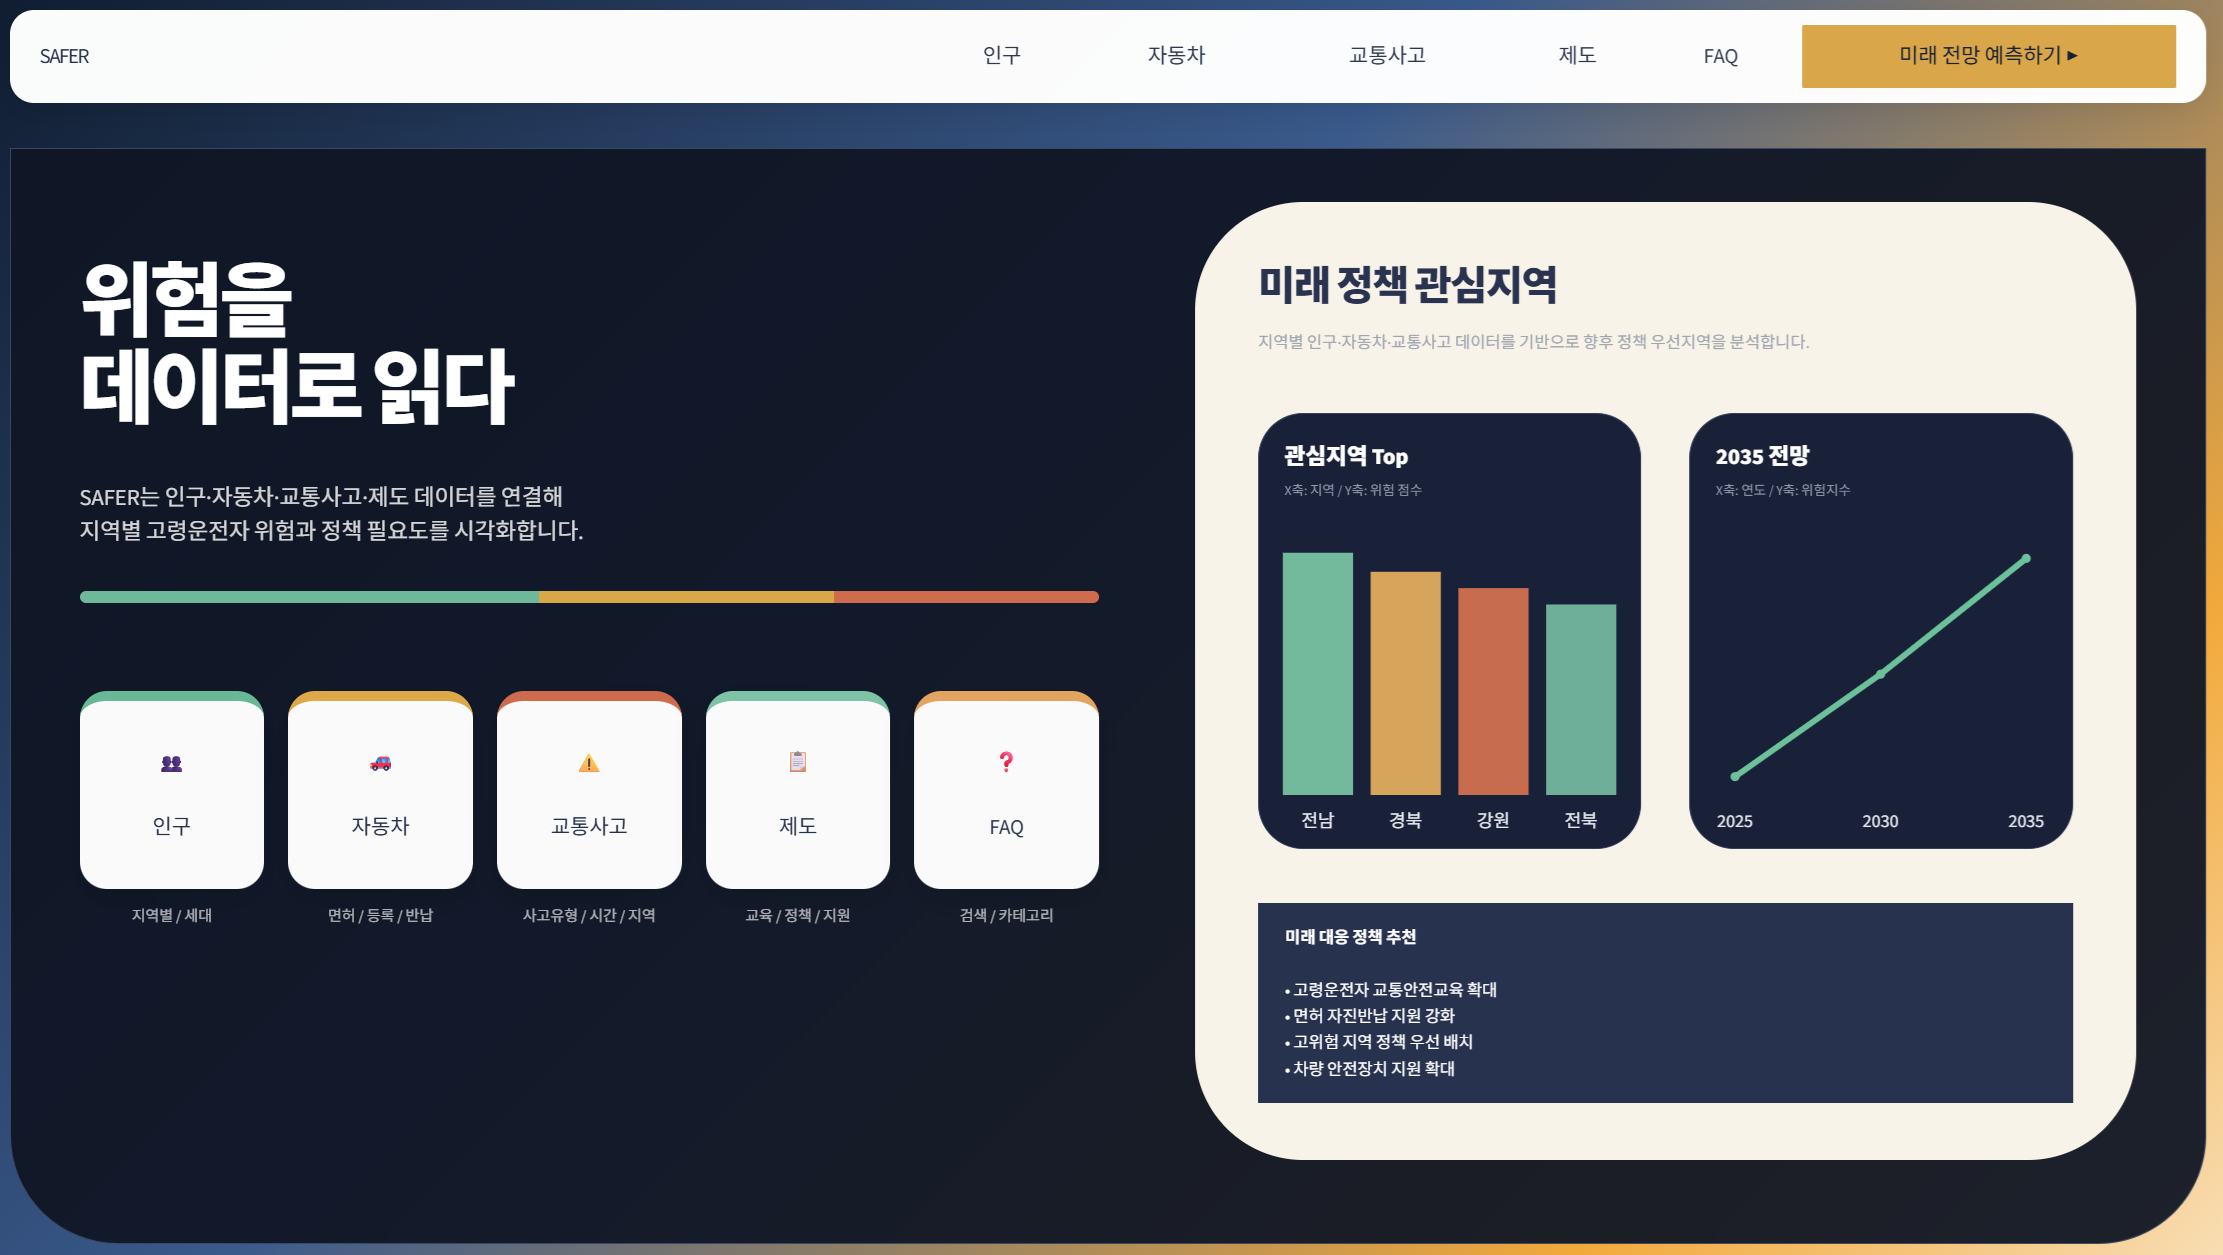 SAFER
인구
자동차
교통사고
제도
FAQ
미래 전망 예측하기 ▶
위험을
데이터로 읽다
SAFER는 인구·자동차·교통사고·제도 데이터를 연결해
지역별 고령운전자 위험과 정책 필요도를 시각화합니다.
인구
자동차
교통사고
제도
FAQ
지역별 / 세대
면허 / 등록 / 반납
사고유형 / 시간 / 지역
교육 / 정책 / 지원
검색 / 카테고리
미래 정책 관심지역
지역별 인구·자동차·교통사고 데이터를 기반으로 향후 정책 우선지역을 분석합니다.
관심지역 Top
X축: 지역 / Y축: 위험 점수
전남
경북
강원
전북
2035 전망
X축: 연도 / Y축: 위험지수
2025
2030
2035
미래 대응 정책 추천
• 고령운전자 교통안전교육 확대
• 면허 자진반납 지원 강화
• 고위험 지역 정책 우선 배치
• 차량 안전장치 지원 확대